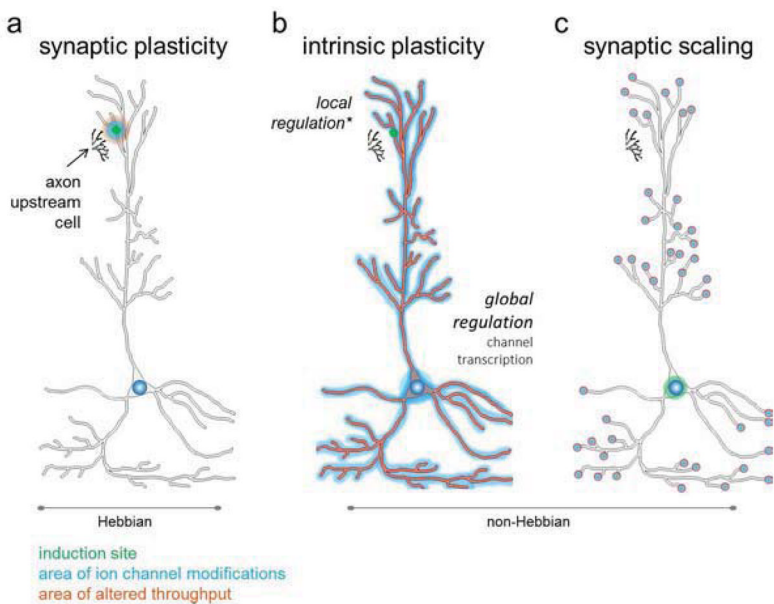 a
synaptic plasticity
axon
upstream
cell
b
intrinsic plasticity
local
regulation*
global
regulation
channel
transcription
c
synaptic scaling
Hebbian
non-Hebbian
induction site
area of ion channel modifications
area of altered throughput